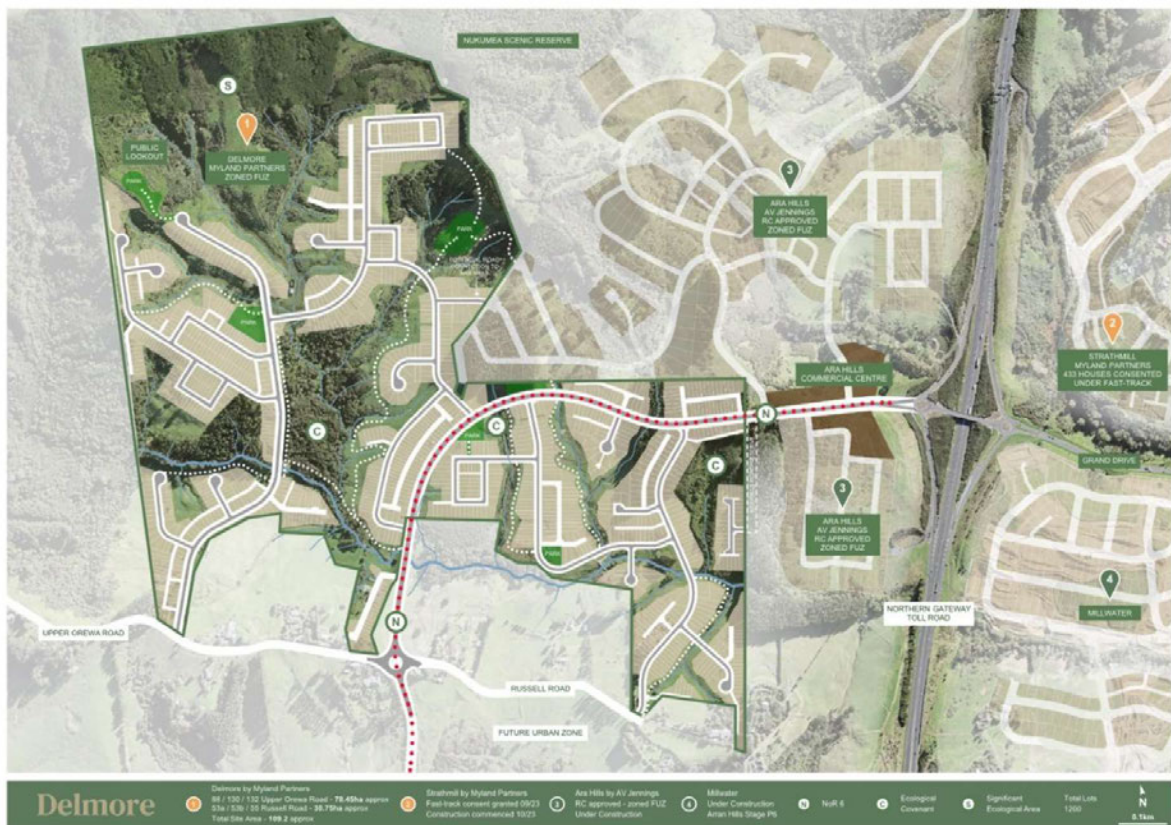 NUKUMEA SCENIC RESERVE
S
1
DELMORE
MYLAND PARTNERS
ZONED FUZ
PUBLIC
LOOKOUT
PARK
PARK
PARK
3
ARA HILLS
AV JENNINGS
RC APPROVED
ZONED FUZ
2
STRATHMILL
MYLAND PARTNERS
433 HOUSES CONSENTED
UNDER FAST-TRACK
ARA HILLS
COMMERCIAL CENTRE
N
C
C
PARK
C
GRAND DRIVE
3
ARA HILLS
AV JENNINGS
RC APPROVED
ZONED FUZ
PARK
4
MILLWATER
NORTHERN GATEWAY
TOLL ROAD
N
UPPER OREWA ROAD
RUSSELL ROAD
FUTURE URBAN ZONE
Delmore
1
Delmore by Myland Partners
88 / 130 / 132 Upper Orewa Road - 78.45ha approx
53a / 53b / 55 Russell Road - 30.75ha approx
Total Site Area - 109.2 approx
2
Strathmill by Myland Partners
Fast-track consent granted 09/23
Construction commenced 10/23
3
Ara Hills by AV Jennings
RC approved - zoned FUZ
Under Construction
4
Millwater
Under Construction
Arran Hills Stage P6
N
NoR 6
C
Ecological
Covenant
S
Significant
Ecological Area
Total Lots
1200
N
0.1km